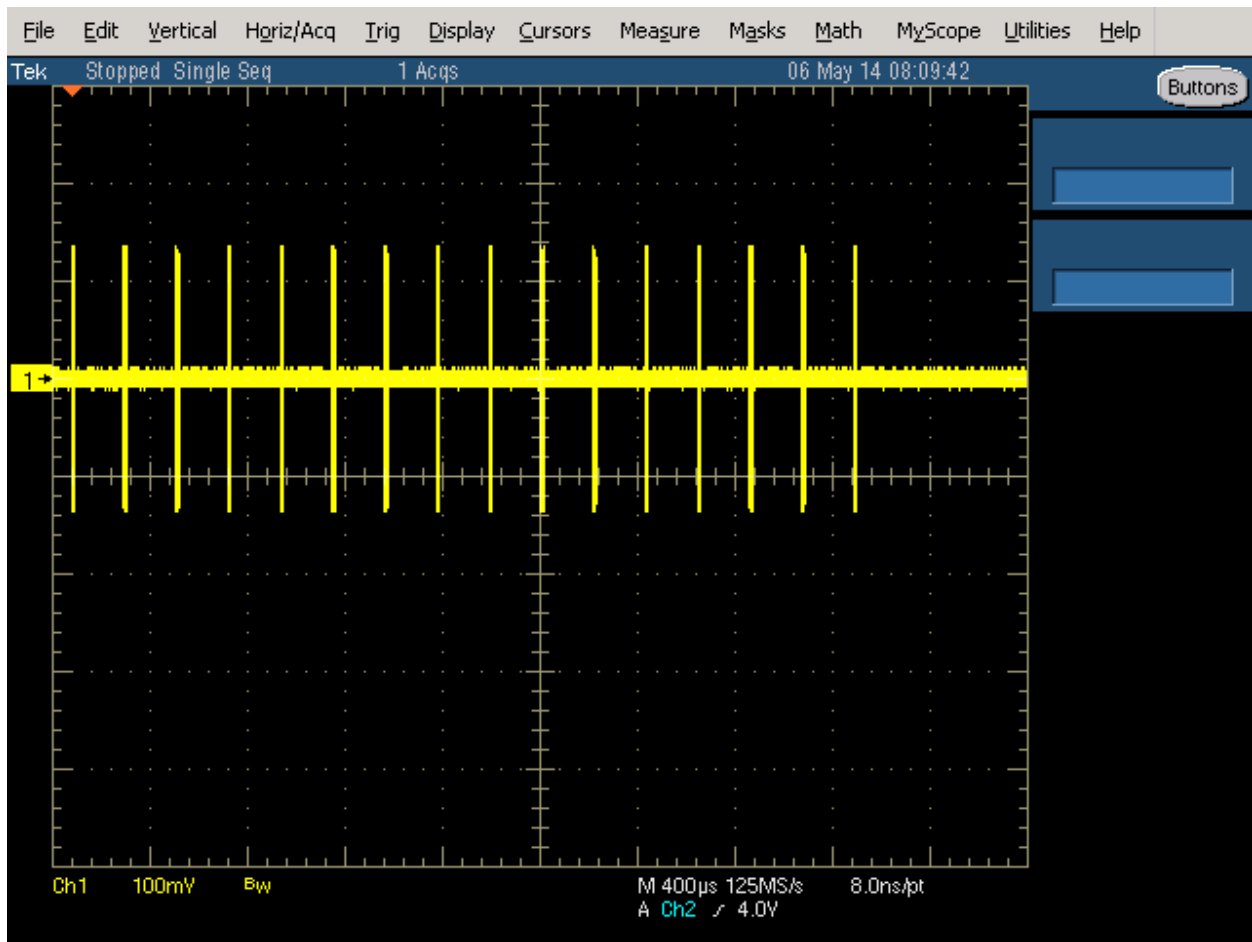 File Edit Vertical Horiz/Acq Trig Display Cursors Measure Masks Math MyScope Utilities Help
Tek Stopped Single Seq 1 Acqs 06 May 14 08:09:42
Buttons
1
Ch1 100mV BW M 400µs 125MS/s 8.0ns/pt
A Ch2 4.0V